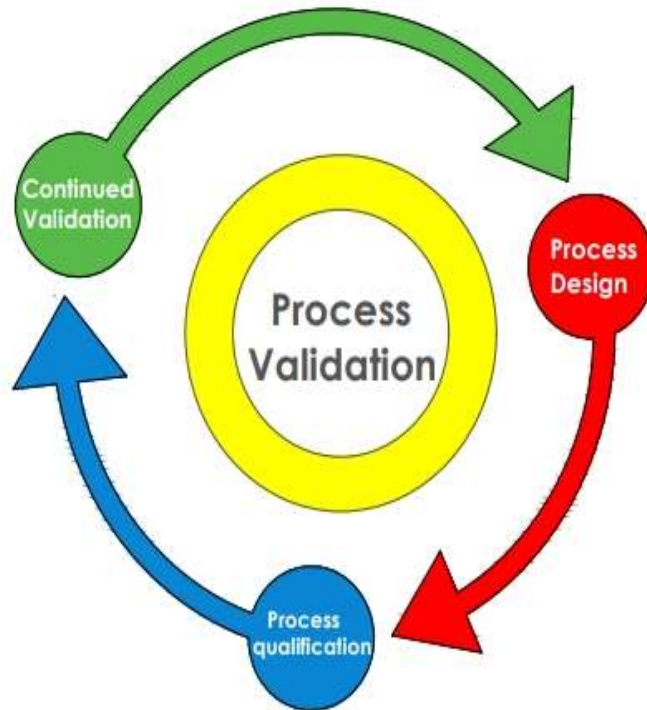 Continued
Validation
Process
Design
Process
Validation
Process
qualification